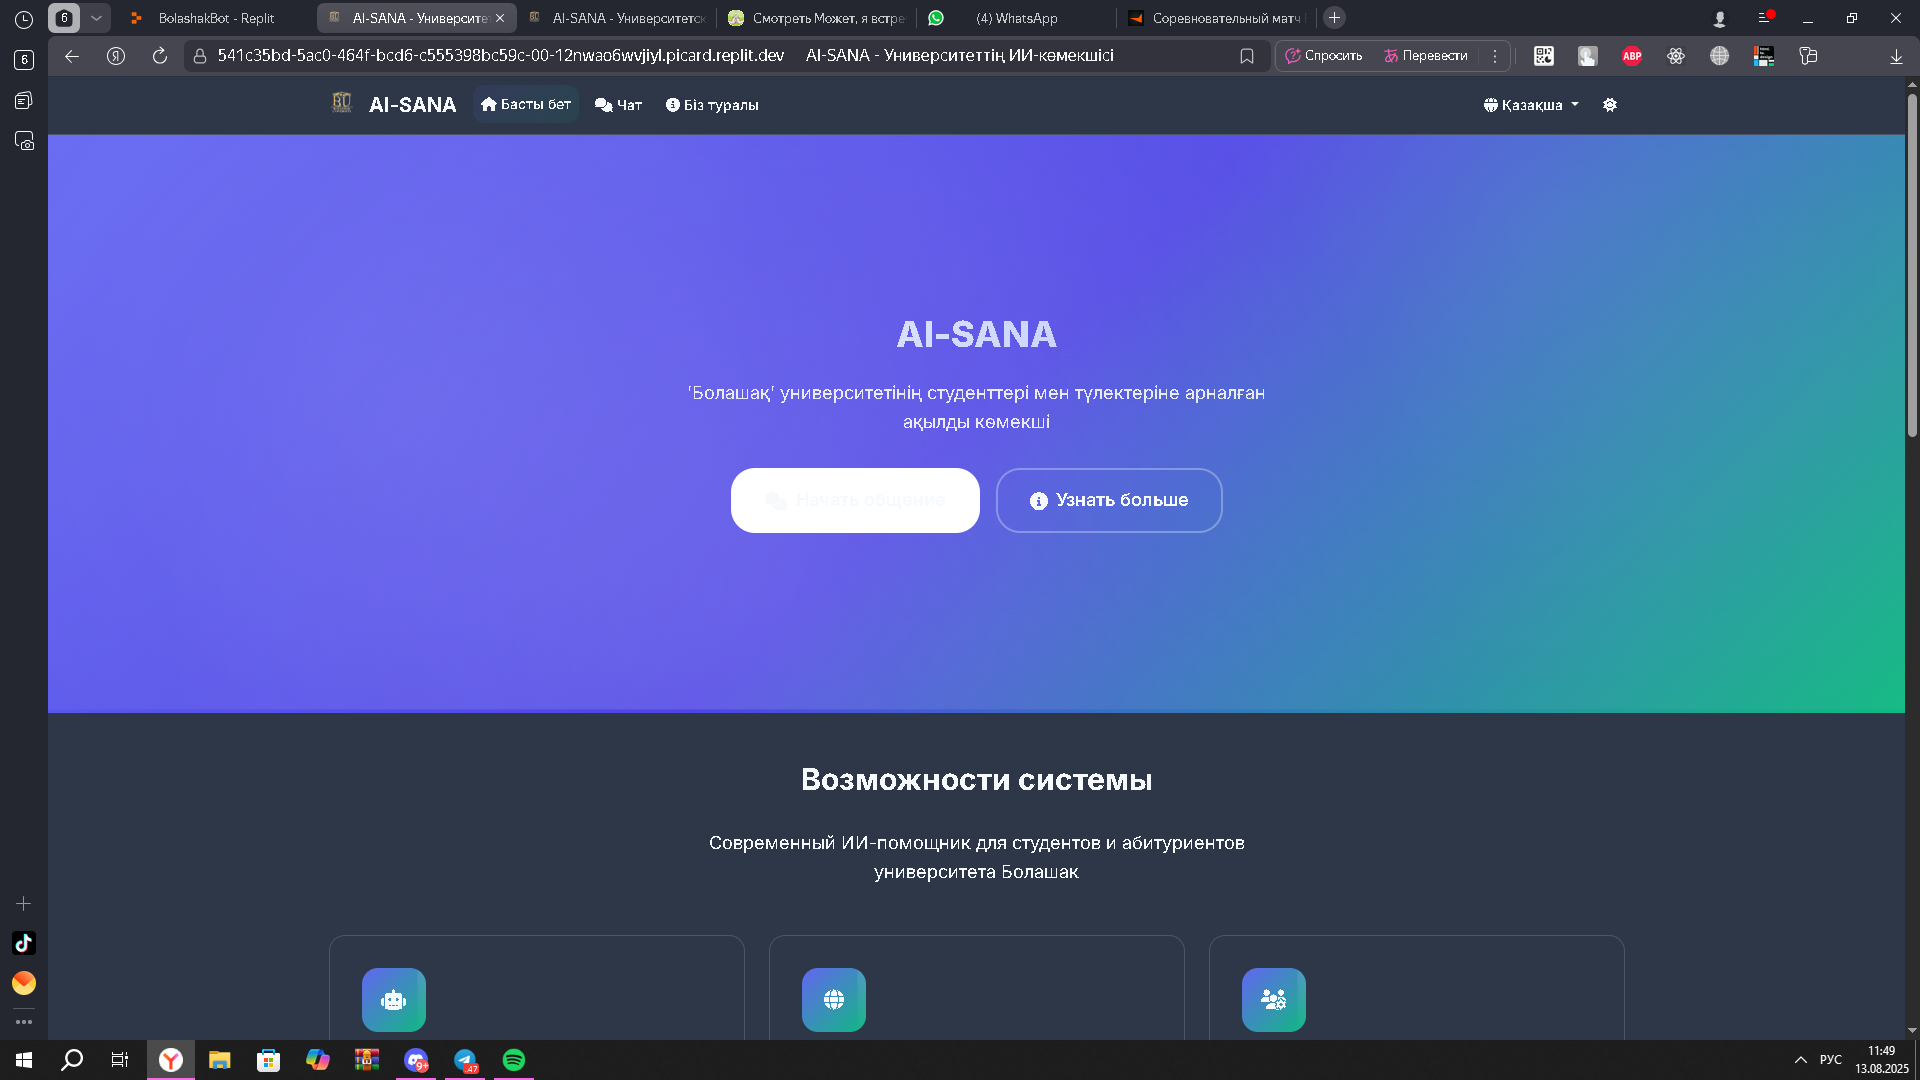 6
BolashakBot - Replit
AI-SANA - Университет
AI-SANA - Университетск
Смотреть Может, я встре
(4) WhatsApp
Соревновательный матч
6
Я
541c35bd-5ac0-464f-bcd6-c555398bc59c-00-12nwao6wvjiyl.picard.replit.dev
AI-SANA - Университеттің ИИ-көмекшісі
Спросить
Перевести
ABP
BU
AI-SANA
Басты бет
Чат
Біз туралы
Қазақша
AI-SANA
'Болашақ' университетінің студенттері мен түлектеріне арналған
ақылды көмекші
Начать общение
Узнать больше
Возможности системы
Современный ИИ-помощник для студентов и абитуриентов
университета Болашак
9+
47
РУС
11:49
13.08.2025